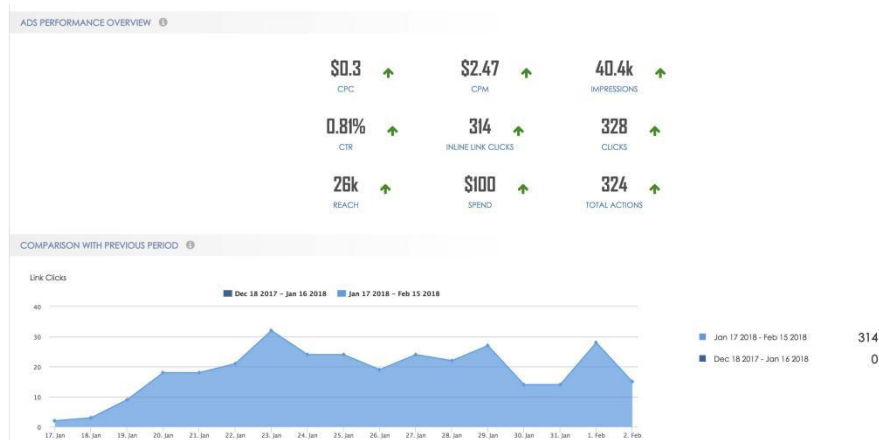 ADS PERFORMANCE OVERVIEW
$0.3 $2.47 40.4k
CPC CPM IMPRESSIONS
0.81% 314 328
CTR INLINE LINK CLICKS CLICKS
26k $100 324
REACH SPEND TOTAL ACTIONS
COMPARISON WITH PREVIOUS PERIOD
Link Clicks
Dec 18 2017 - Jan 16 2018 Jan 17 2018 - Feb 15 2018
40
30
20
10
0
17. Jan 18. Jan 19. Jan 20. Jan 21. Jan 22. Jan 23. Jan 24. Jan 25. Jan 26. Jan 27. Jan 28. Jan 29. Jan 30. Jan 31. Jan 1. Feb 2. Feb
Jan 17 2018 - Feb 15 2018 314
Dec 18 2017 - Jan 16 2018 0